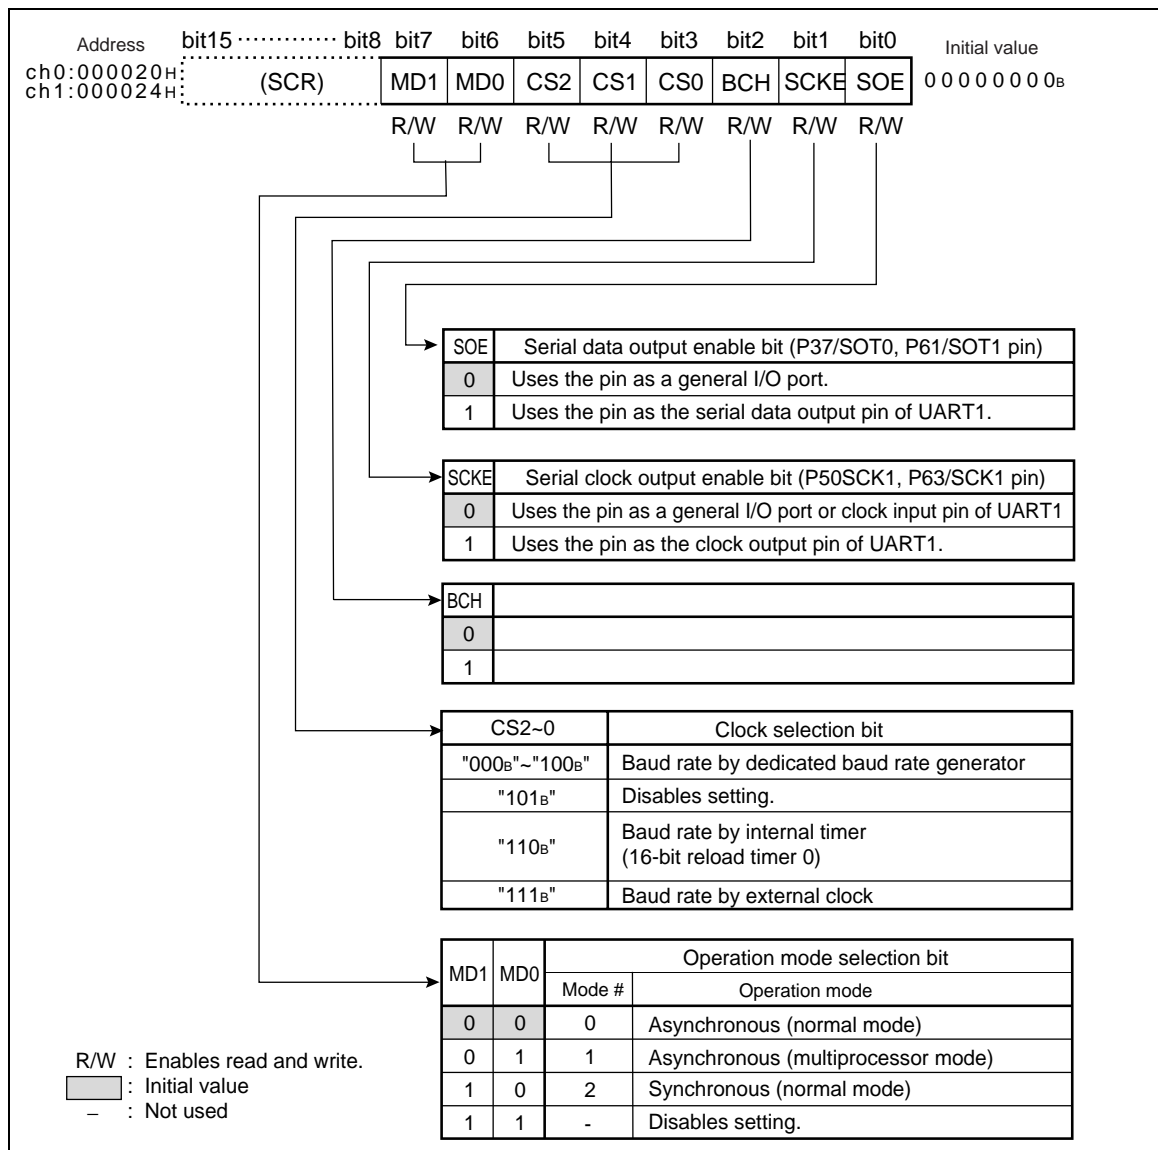 Address bit15 ············· bit8 bit7 bit6 bit5 bit4 bit3 bit2 bit1 bit0 Initial value
ch0:000020H (SCR) MD1 MD0 CS2 CS1 CS0 BCH SCKE SOE 00000000B
ch1:000024H
R/W R/W R/W R/W R/W R/W R/W R/W
SOE Serial data output enable bit (P37/SOT0, P61/SOT1 pin)
0 Uses the pin as a general I/O port.
1 Uses the pin as the serial data output pin of UART1.
SCKE Serial clock output enable bit (P50SCK1, P63/SCK1 pin)
0 Uses the pin as a general I/O port or clock input pin of UART1
1 Uses the pin as the clock output pin of UART1.
BCH
0
1
CS2~0 Clock selection bit
"000B"~"100B" Baud rate by dedicated baud rate generator
"101B" Disables setting.
"110B" Baud rate by internal timer
(16-bit reload timer 0)
"111B" Baud rate by external clock
MD1 MD0 Operation mode selection bit
Mode # Operation mode
0 0 0 Asynchronous (normal mode)
0 1 1 Asynchronous (multiprocessor mode)
1 0 2 Synchronous (normal mode)
1 1 - Disables setting.
R/W : Enables read and write.
: Initial value
– : Not used